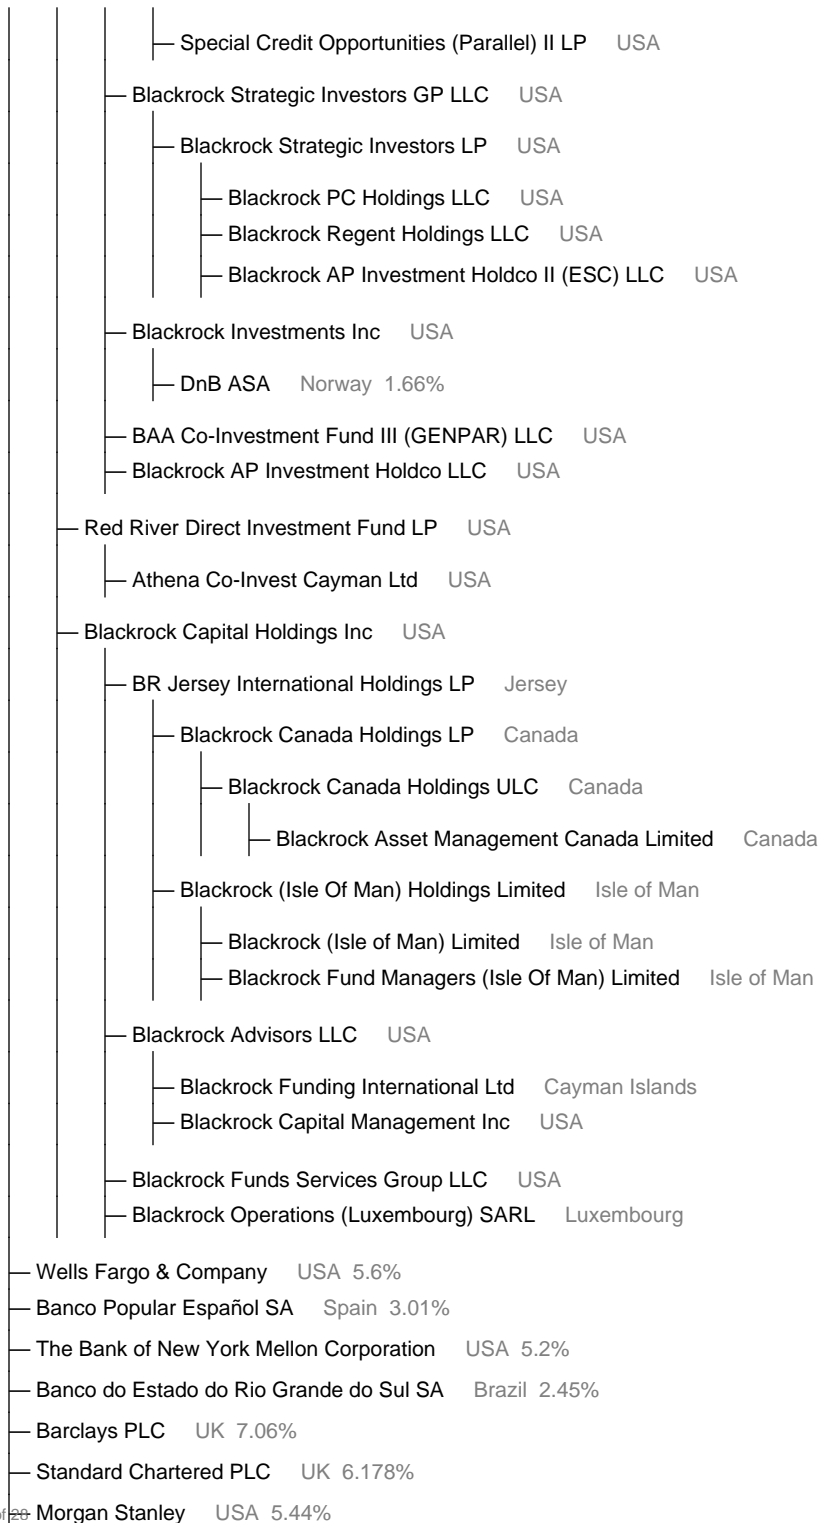 Special Credit Opportunities (Parallel) II LP USA
Blackrock Strategic Investors GP LLC USA
Blackrock Strategic Investors LP USA
Blackrock PC Holdings LLC USA
Blackrock Regent Holdings LLC USA
Blackrock AP Investment Holdco II (ESC) LLC USA
Blackrock Investments Inc USA
DnB ASA Norway 1.66%
BAA Co-Investment Fund III (GENPAR) LLC USA
Blackrock AP Investment Holdco LLC USA
Red River Direct Investment Fund LP USA
Athena Co-Invest Cayman Ltd USA
Blackrock Capital Holdings Inc USA
BR Jersey International Holdings LP Jersey
Blackrock Canada Holdings LP Canada
Blackrock Canada Holdings ULC Canada
Blackrock Asset Management Canada Limited Canada
Blackrock (Isle Of Man) Holdings Limited Isle of Man
Blackrock (Isle of Man) Limited Isle of Man
Blackrock Fund Managers (Isle Of Man) Limited Isle of Man
Blackrock Advisors LLC USA
Blackrock Funding International Ltd Cayman Islands
Blackrock Capital Management Inc USA
Blackrock Funds Services Group LLC USA
Blackrock Operations (Luxembourg) SARL Luxembourg
Wells Fargo & Company USA 5.6%
Banco Popular Español SA Spain 3.01%
The Bank of New York Mellon Corporation USA 5.2%
Banco do Estado do Rio Grande do Sul SA Brazil 2.45%
Barclays PLC UK 7.06%
Standard Chartered PLC UK 6.178%
of 28 Morgan Stanley USA 5.44%